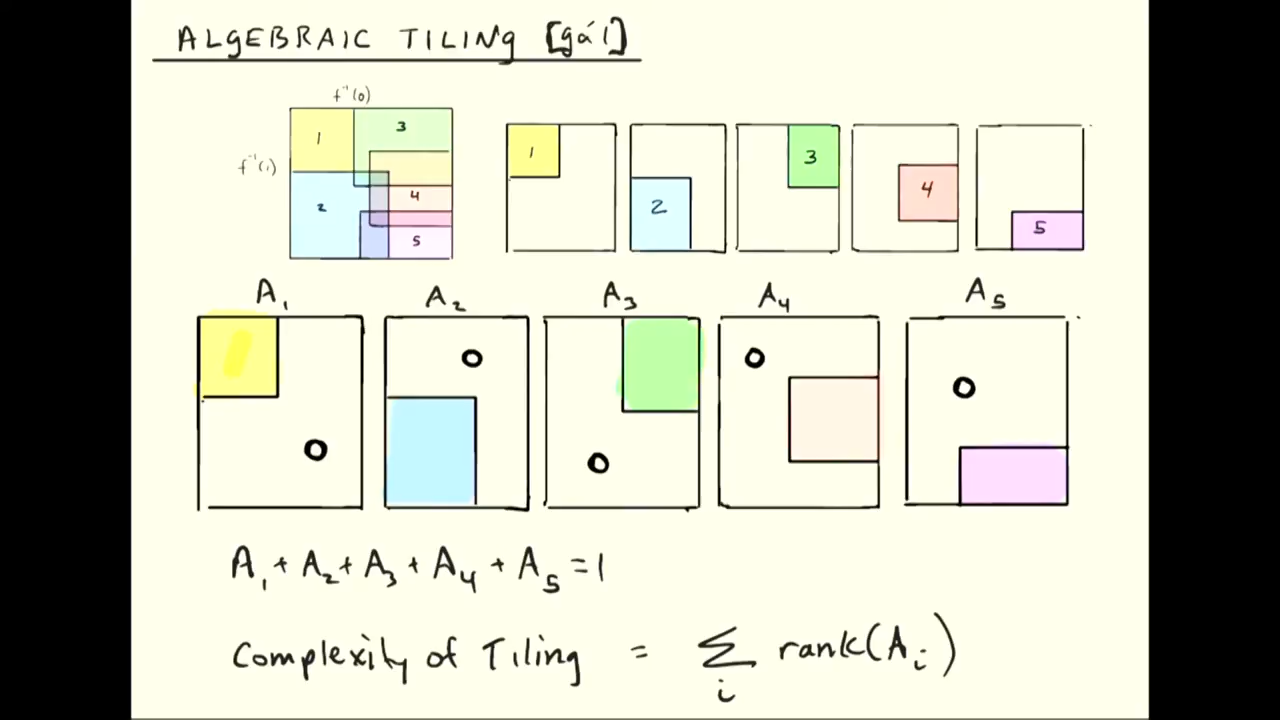 ALGEBRAIC TILING [gál]
f⁻¹(0)
f⁻¹(1)
1 3
2 4
5
1 2 3 4 5
A₁ A₂ A₃ A₄ A₅
0 0 0 0 0
A₁ + A₂ + A₃ + A₄ + A₅ = 1
Complexity of Tiling = ∑ᵢ rank(Aᵢ)